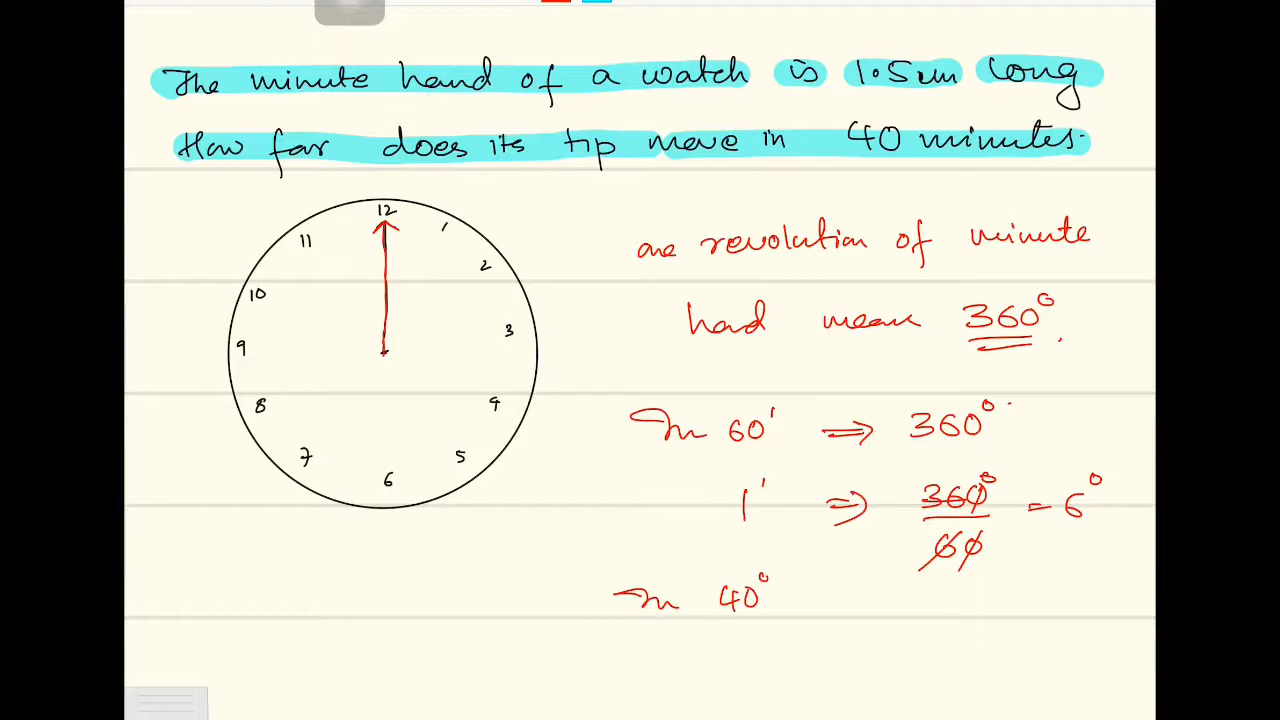 The minute hand of a watch is 1.5cm long
How far does its tip move in 40 minutes.
12
11
1
2
10
3
9
4
8
7
5
6
one revolution of minute
hand means 360°.
In 60' ⇒ 360°
1' ⇒ 360°/60 = 6°
In 40°